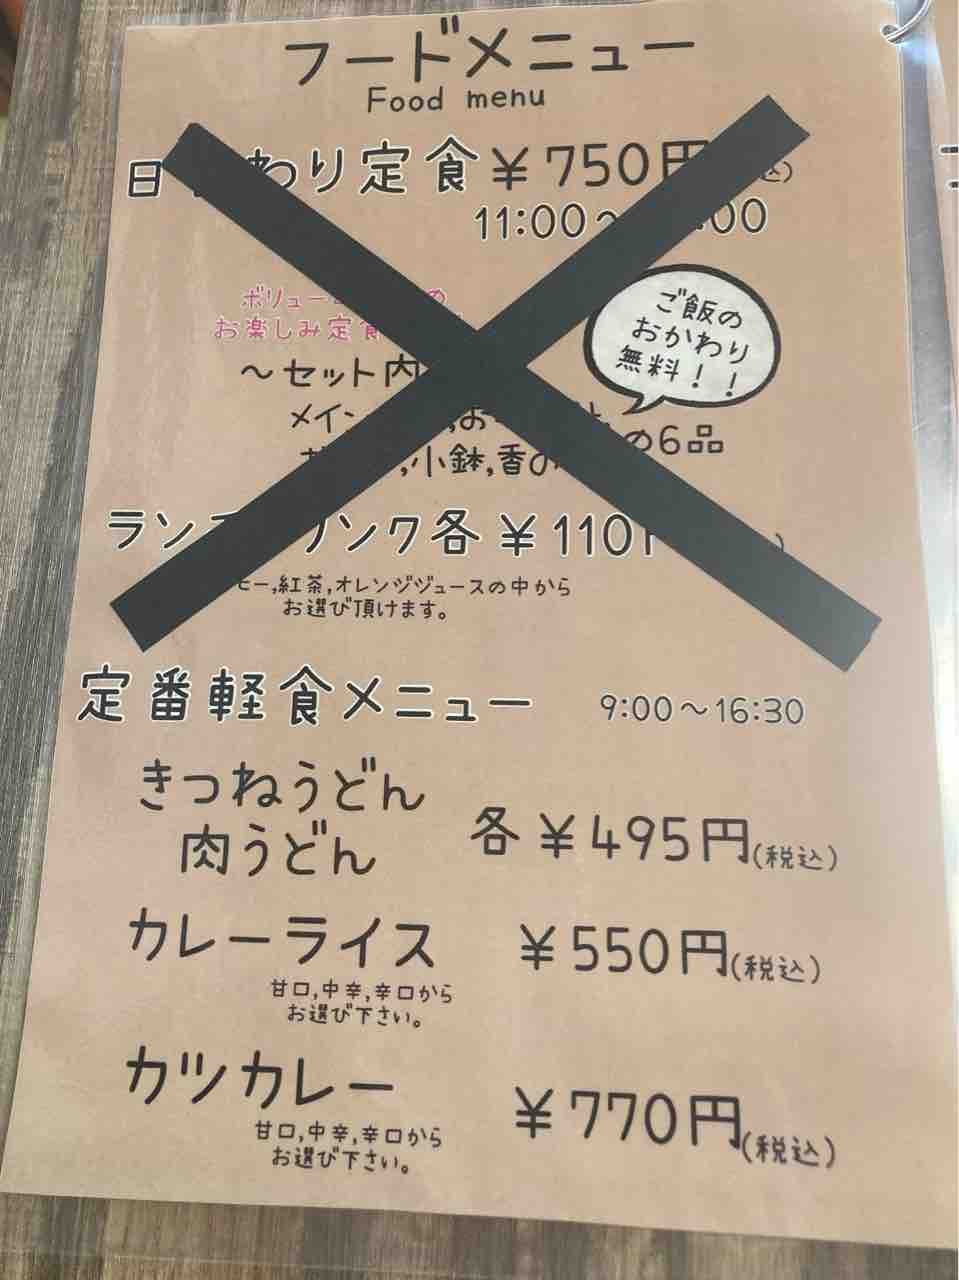 フードメニュー
Food menu
日 わり定食 ¥750円
11:00～ 00
ボリュー の
お楽しみ定食
ご飯の
おかわり
無料！！
～セット内
メイン ,お
の6品
,小鉢,香の
ラン リンク各 ¥110
ヒー,紅茶,オレンジジュースの中から
お選び頂けます。
定番軽食メニュー 9:00～16:30
きつねうどん
肉うどん 各 ¥495円(税込)
カレーライス ¥550円(税込)
甘口,中辛,辛口から
お選び下さい。
カツカレー ¥770円(税込)
甘口,中辛,辛口から
お選び下さい。